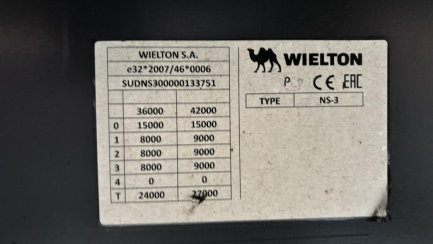 WIELTON S.A.
e32*2007/46*0006
SUDNS300000133751
36000 42000
0 15000 15000
1 8000 9000
2 8000 9000
3 8000 9000
4 0 0
T 24000 27000
WIELTON
P CE EAC
TYPE NS-3